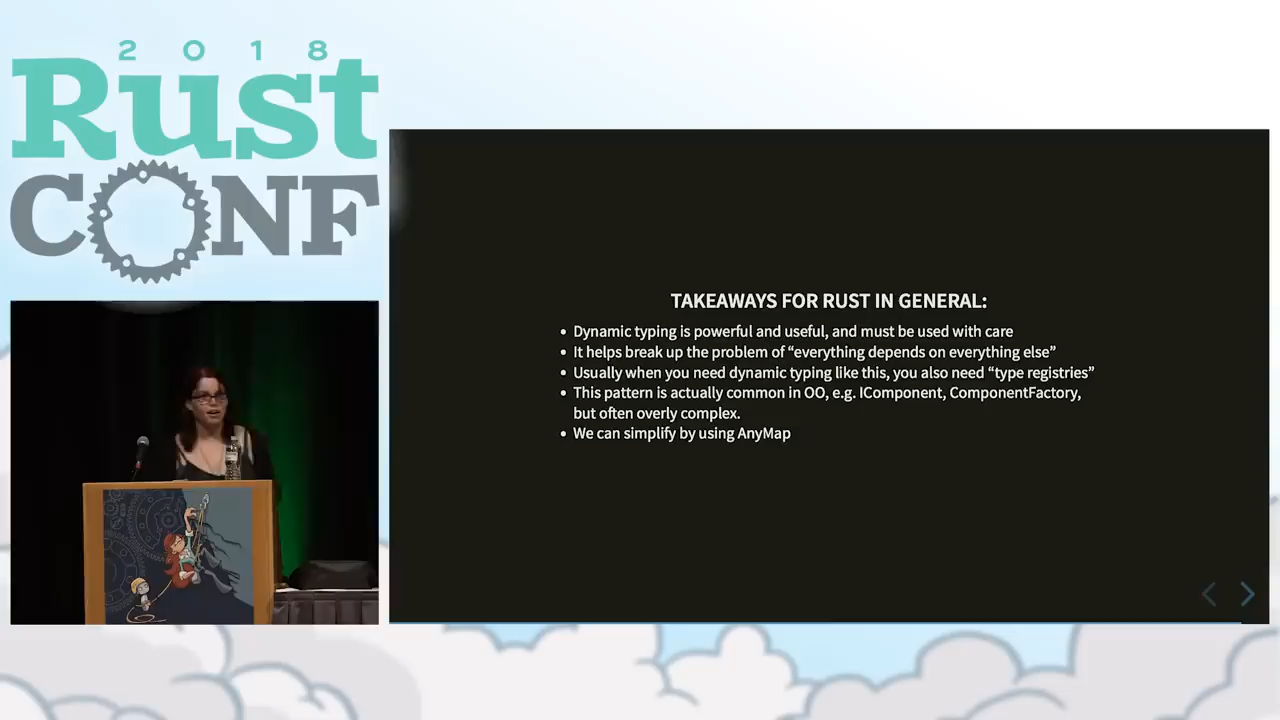 2018
Rust
CONF
TAKEAWAYS FOR RUST IN GENERAL:
• Dynamic typing is powerful and useful, and must be used with care
• It helps break up the problem of “everything depends on everything else”
• Usually when you need dynamic typing like this, you also need “type registries”
• This pattern is actually common in OO, e.g. IComponent, ComponentFactory,
but often overly complex.
• We can simplify by using AnyMap